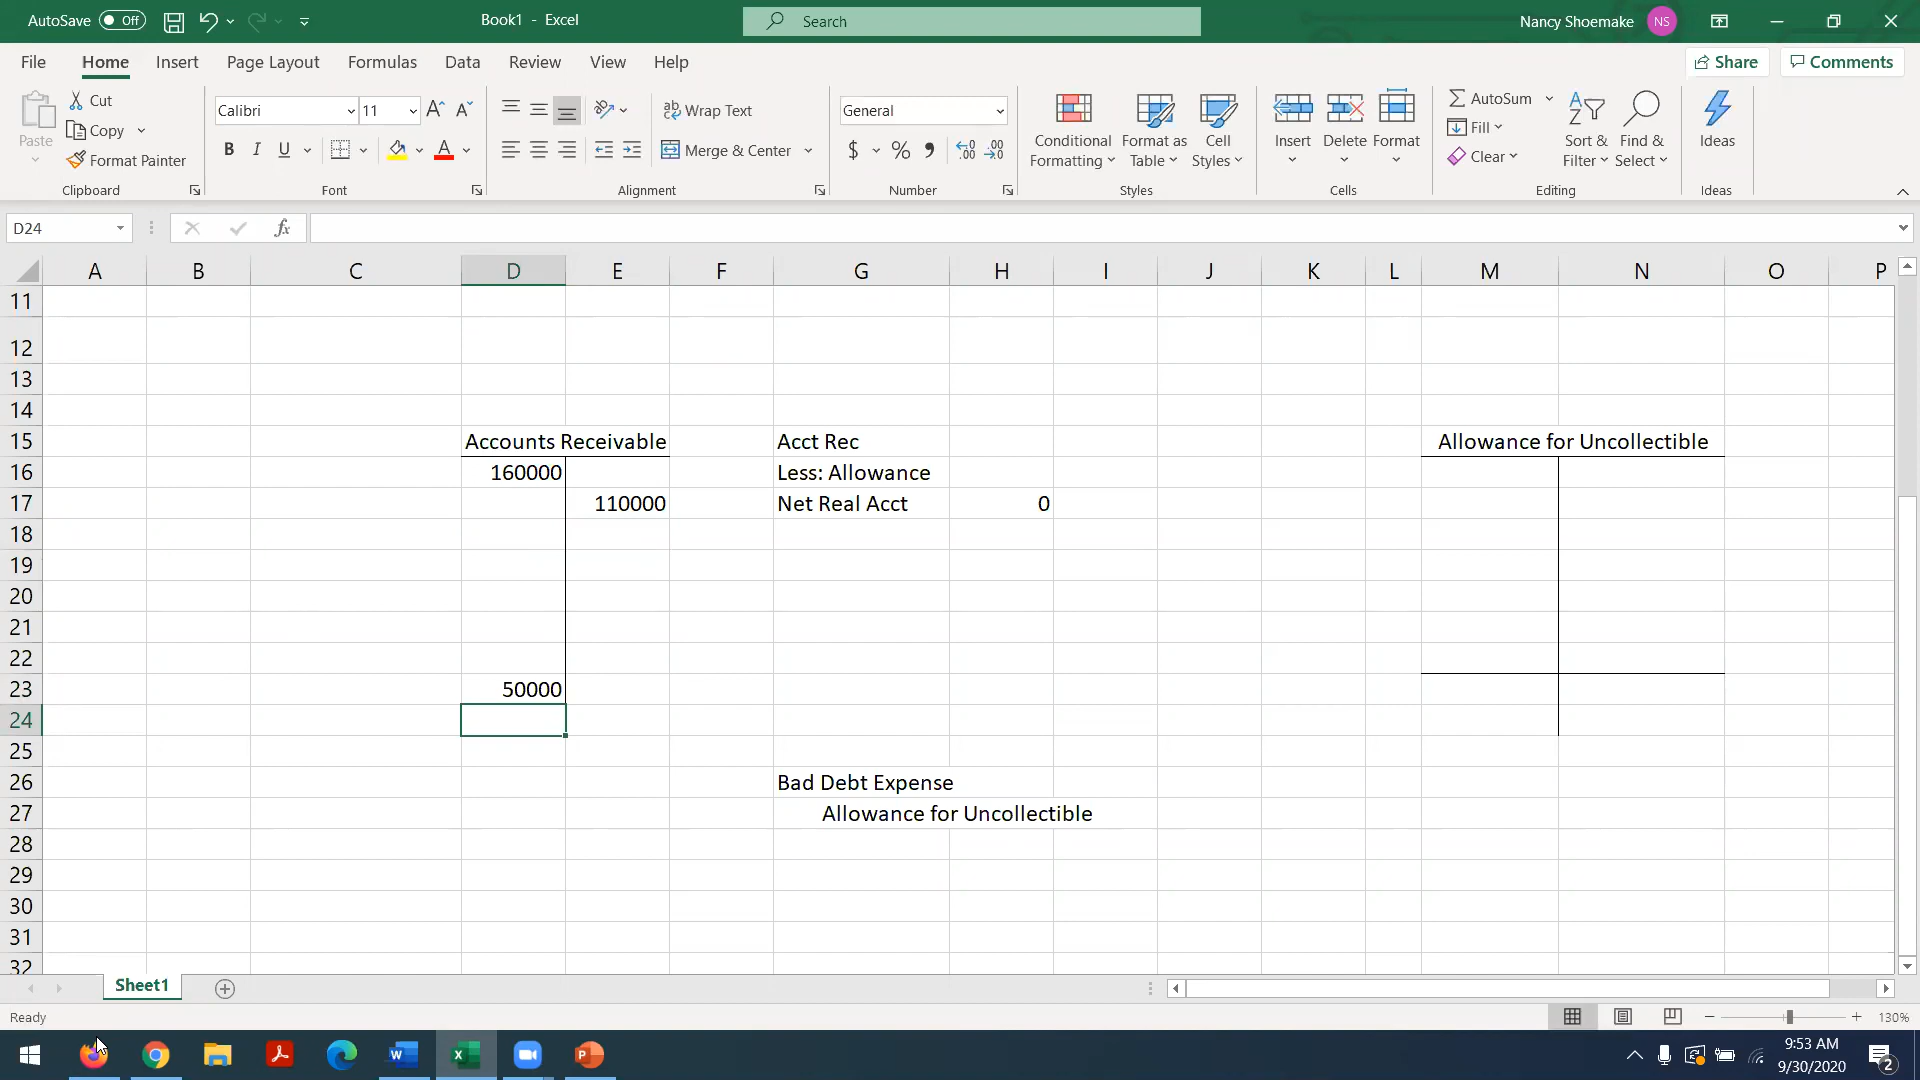 AutoSave Off
Book1 - Excel
Search
Nancy Shoemake NS
File Home Insert Page Layout Formulas Data Review View Help
Share Comments
Paste
Cut
Copy
Format Painter
Clipboard
Calibri 11
B I U
Font
Wrap Text
Merge & Center
Alignment
General
$ %
Number
Conditional Formatting
Format as Table
Cell Styles
Styles
Insert Delete Format
Cells
AutoSum
Fill
Clear
Sort & Filter
Find & Select
Editing
Ideas
Ideas
D24 fx
A B C D E F G H I J K L M N O P
11
12
13
14
15 Accounts Receivable Acct Rec Allowance for Uncollectible
16 160000 Less: Allowance
17 110000 Net Real Acct 0
18
19
20
21
22
23 50000
24
25
26 Bad Debt Expense
27 Allowance for Uncollectible
28
29
30
31
32
Sheet1
Ready
130%
9:53 AM
9/30/2020
2